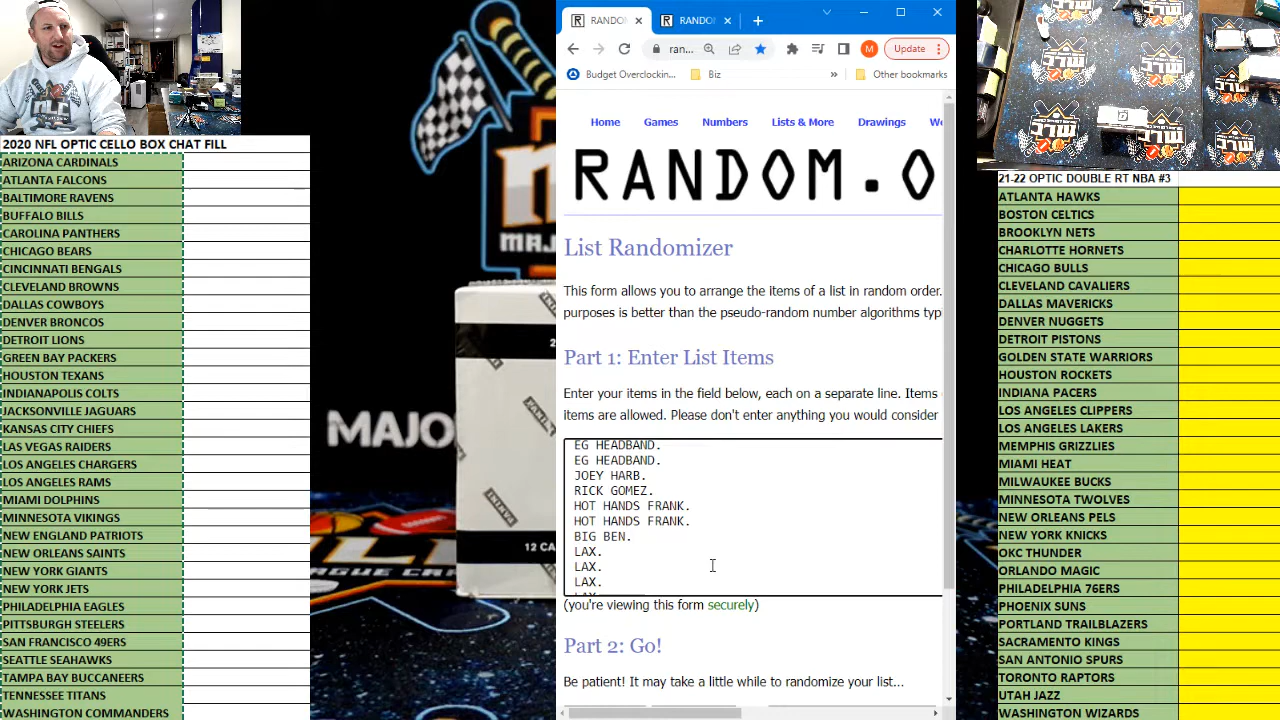 2020 NFL OPTIC CELLO BOX CHAT FILL
ARIZONA CARDINALS
ATLANTA FALCONS
BALTIMORE RAVENS
BUFFALO BILLS
CAROLINA PANTHERS
CHICAGO BEARS
CINCINNATI BENGALS
CLEVELAND BROWNS
DALLAS COWBOYS
DENVER BRONCOS
DETROIT LIONS
GREEN BAY PACKERS
HOUSTON TEXANS
INDIANAPOLIS COLTS
JACKSONVILLE JAGUARS
KANSAS CITY CHIEFS
LAS VEGAS RAIDERS
LOS ANGELES CHARGERS
LOS ANGELES RAMS
MIAMI DOLPHINS
MINNESOTA VIKINGS
NEW ENGLAND PATRIOTS
NEW ORLEANS SAINTS
NEW YORK GIANTS
NEW YORK JETS
PHILADELPHIA EAGLES
PITTSBURGH STEELERS
SAN FRANCISCO 49ERS
SEATTLE SEAHAWKS
TAMPA BAY BUCCANEERS
TENNESSEE TITANS
WASHINGTON COMMANDERS
MAJO
12 CA
RANDO
RANDOM
ran...
M
Update
Budget Overclockin...
Biz
»
Other bookmarks
Home Games Numbers Lists & More Drawings We
RANDOM.O
List Randomizer
This form allows you to arrange the items of a list in random order.
purposes is better than the pseudo-random number algorithms typ
Part 1: Enter List Items
Enter your items in the field below, each on a separate line. Items
items are allowed. Please don't enter anything you would consider
EG HEADBAND.
EG HEADBAND.
JOEY HARB.
RICK GOMEZ.
HOT HANDS FRANK.
HOT HANDS FRANK.
BIG BEN.
LAX.
LAX.
LAX.
(you're viewing this form securely)
Part 2: Go!
Be patient! It may take a little while to randomize your list...
21-22 OPTIC DOUBLE RT NBA #3
ATLANTA HAWKS
BOSTON CELTICS
BROOKLYN NETS
CHARLOTTE HORNETS
CHICAGO BULLS
CLEVELAND CAVALIERS
DALLAS MAVERICKS
DENVER NUGGETS
DETROIT PISTONS
GOLDEN STATE WARRIORS
HOUSTON ROCKETS
INDIANA PACERS
LOS ANGELES CLIPPERS
LOS ANGELES LAKERS
MEMPHIS GRIZZLIES
MIAMI HEAT
MILWAUKEE BUCKS
MINNESOTA TWOLVES
NEW ORLEANS PELS
NEW YORK KNICKS
OKC THUNDER
ORLANDO MAGIC
PHILADELPHIA 76ERS
PHOENIX SUNS
PORTLAND TRAILBLAZERS
SACRAMENTO KINGS
SAN ANTONIO SPURS
TORONTO RAPTORS
UTAH JAZZ
WASHINGTON WIZARDS